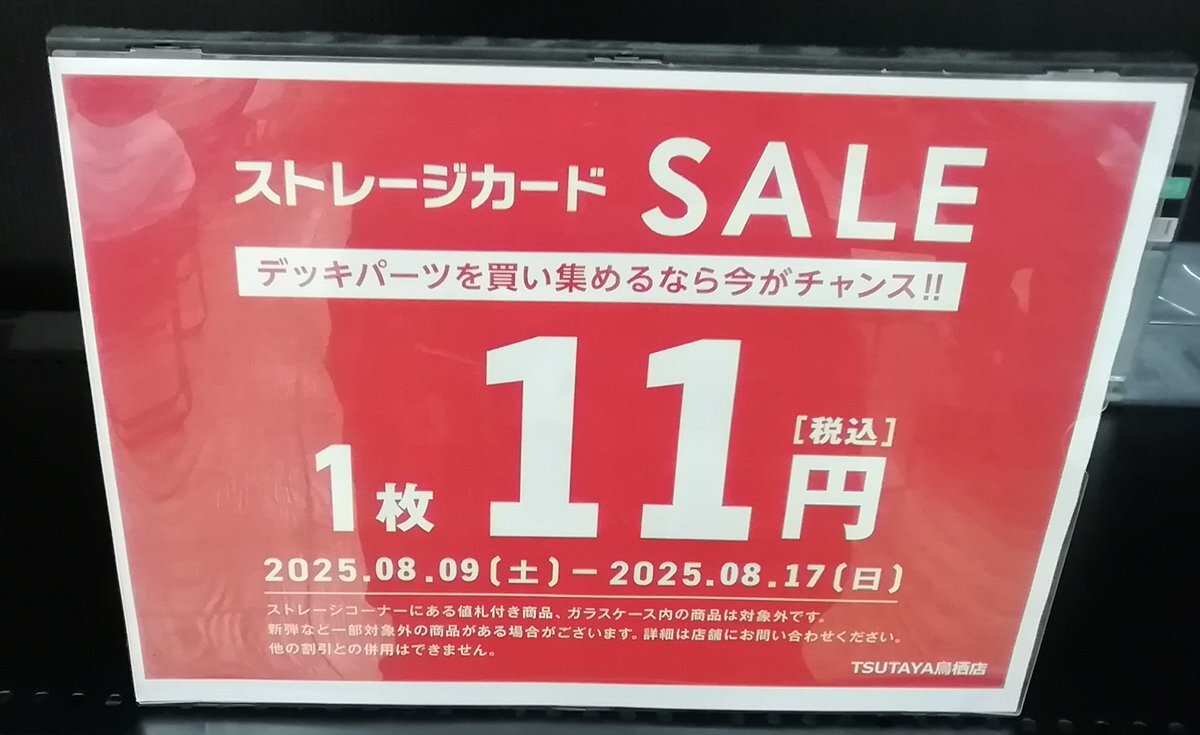 ストレージカード SALE
デッキパーツを買い集めるなら今がチャンス!!
1枚 11円 [税込]
2025.08.09(土)－2025.08.17(日)
ストレージコーナーにある値札付き商品、ガラスケース内の商品は対象外です。
新弾など一部対象外の商品がある場合がございます。詳細は店舗にお問い合わせください。
他の割引との併用はできません。
TSUTAYA鳥栖店